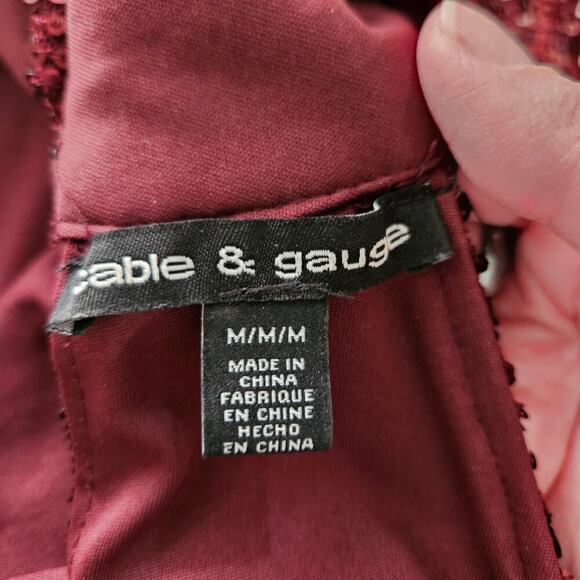 cable & gauge
M/M/M
MADE IN
CHINA
FABRIQUE
EN CHINE
HECHO
EN CHINA